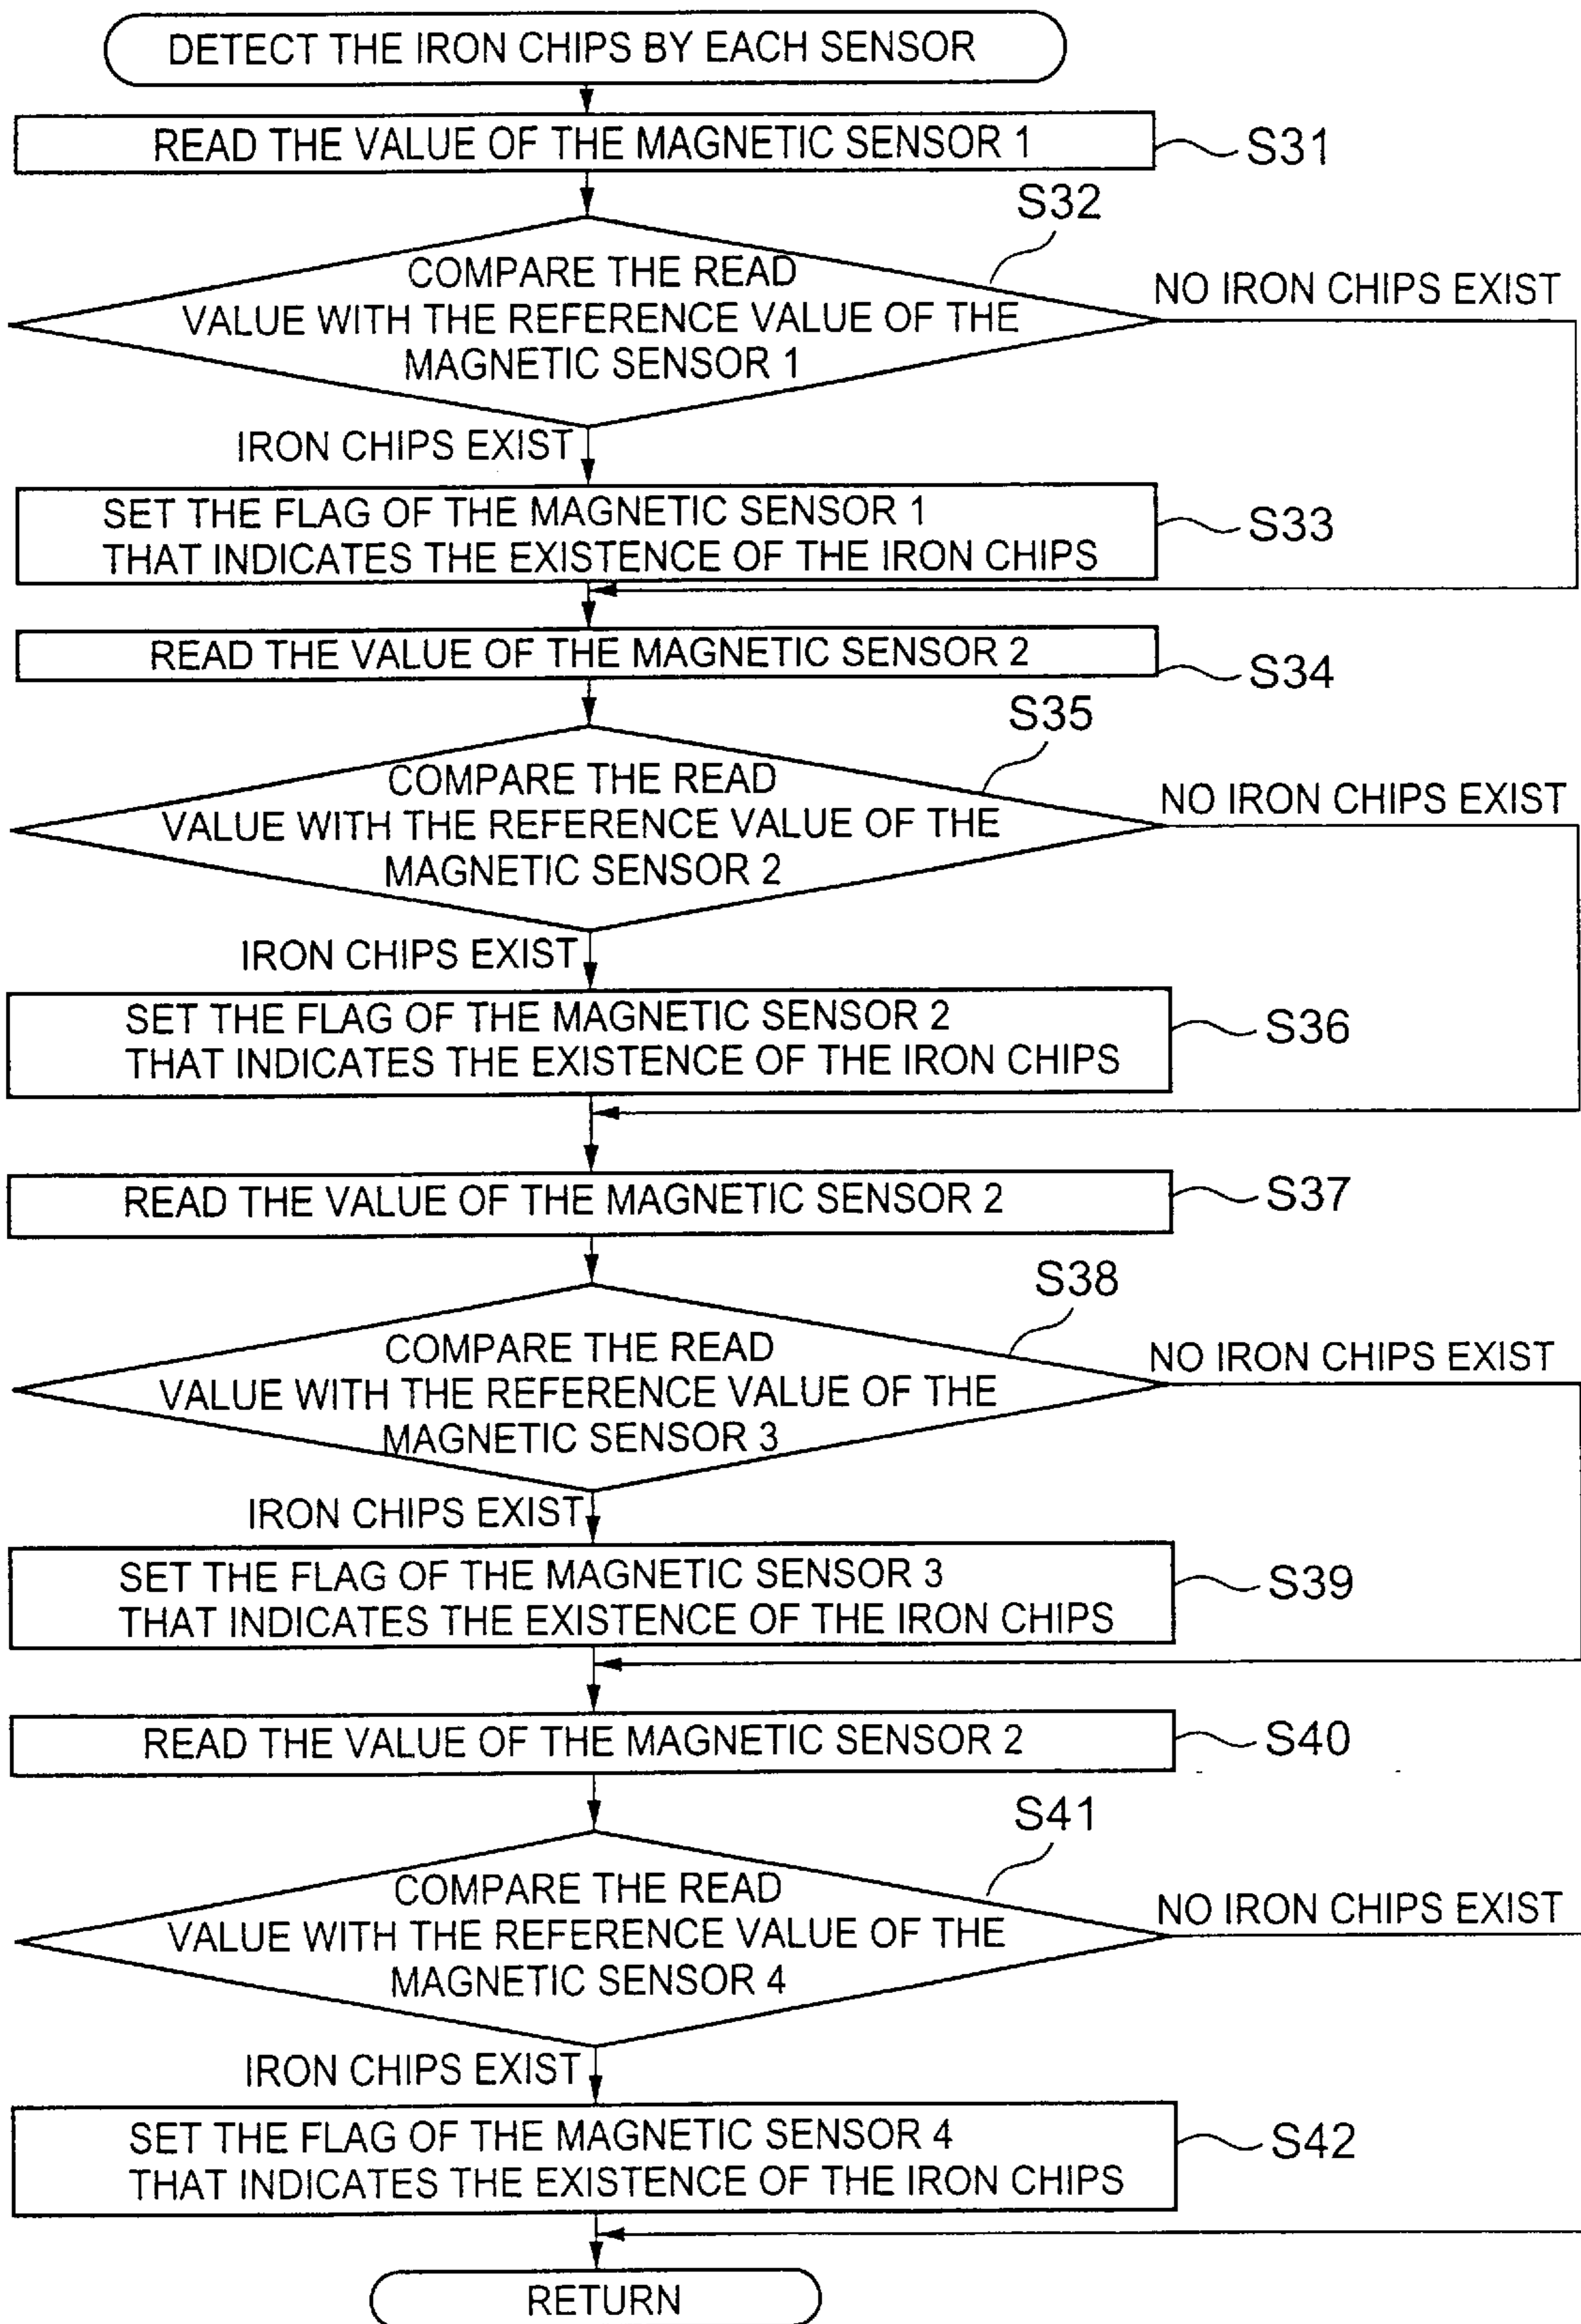 DETECT THE IRON CHIPS BY EACH SENSOR
READ THE VALUE OF THE MAGNETIC SENSOR 1
S31
S32
COMPARE THE READ
VALUE WITH THE REFERENCE VALUE OF THE
MAGNETIC SENSOR 1
NO IRON CHIPS EXIST
IRON CHIPS EXIST
SET THE FLAG OF THE MAGNETIC SENSOR 1
THAT INDICATES THE EXISTENCE OF THE IRON CHIPS
S33
READ THE VALUE OF THE MAGNETIC SENSOR 2
S34
S35
COMPARE THE READ
VALUE WITH THE REFERENCE VALUE OF THE
MAGNETIC SENSOR 2
NO IRON CHIPS EXIST
IRON CHIPS EXIST
SET THE FLAG OF THE MAGNETIC SENSOR 2
THAT INDICATES THE EXISTENCE OF THE IRON CHIPS
S36
READ THE VALUE OF THE MAGNETIC SENSOR 2
S37
S38
COMPARE THE READ
VALUE WITH THE REFERENCE VALUE OF THE
MAGNETIC SENSOR 3
NO IRON CHIPS EXIST
IRON CHIPS EXIST
SET THE FLAG OF THE MAGNETIC SENSOR 3
THAT INDICATES THE EXISTENCE OF THE IRON CHIPS
S39
READ THE VALUE OF THE MAGNETIC SENSOR 2
S40
S41
COMPARE THE READ
VALUE WITH THE REFERENCE VALUE OF THE
MAGNETIC SENSOR 4
NO IRON CHIPS EXIST
IRON CHIPS EXIST
SET THE FLAG OF THE MAGNETIC SENSOR 4
THAT INDICATES THE EXISTENCE OF THE IRON CHIPS
S42
RETURN